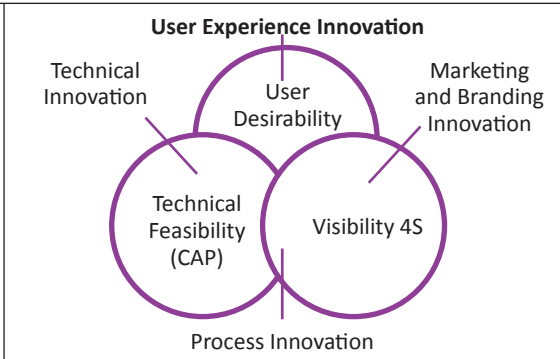 User Experience Innovation
Technical
Innovation
Marketing
and Branding
Innovation
User
Desirability
Technical
Feasibility
(CAP)
Visibility 4S
Process Innovation